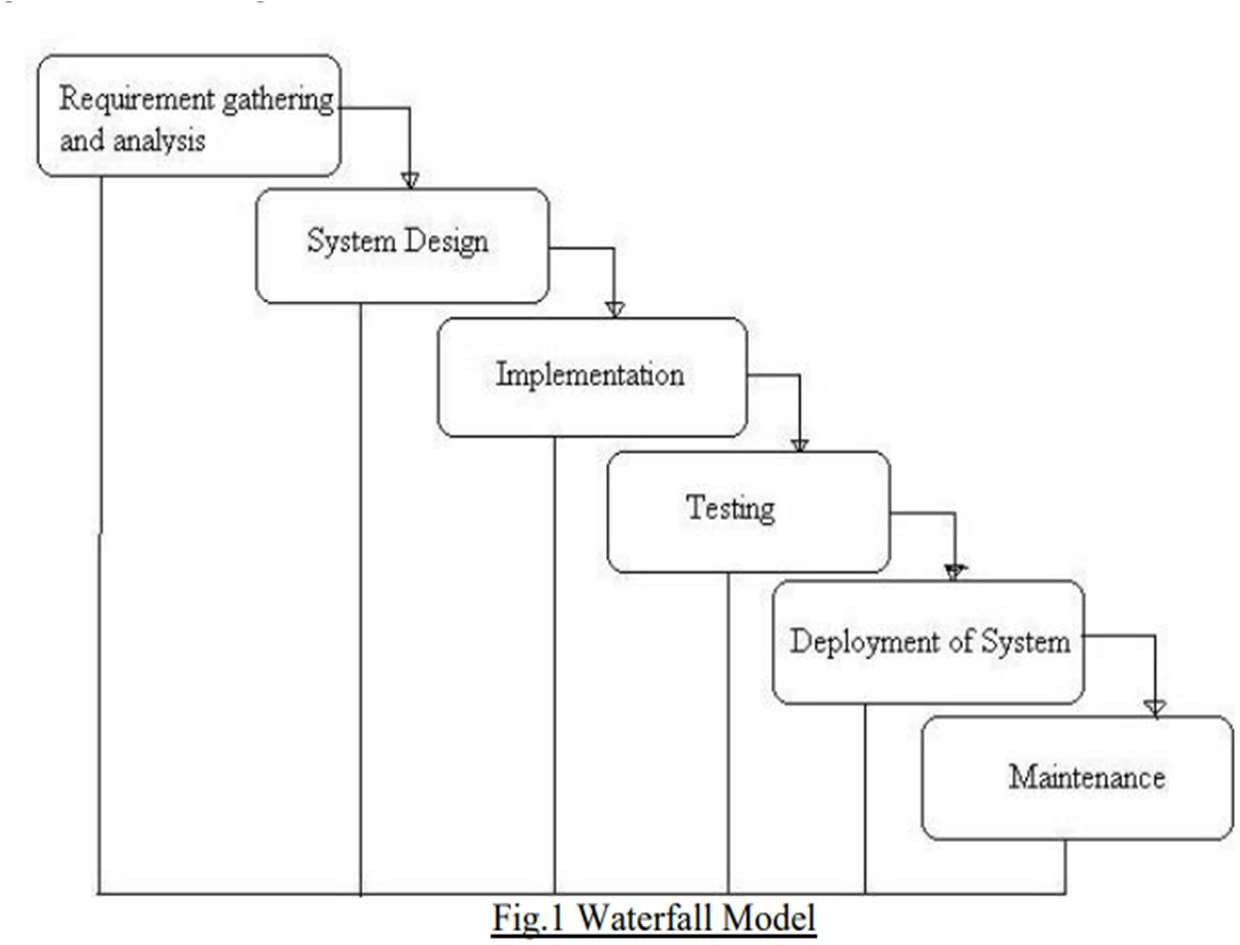 Requirement gathering
and analysis
System Design
Implementation
Testing
Deployment of System
Maintenance
Fig.1 Waterfall Model